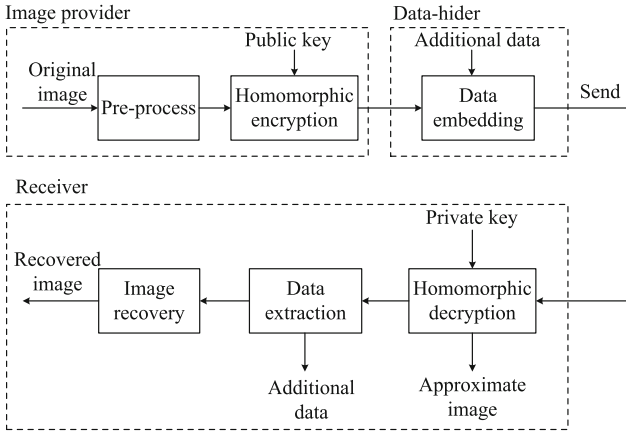 Image provider
Data-hider
Public key
Additional data
Original
image
Pre-process
Homomorphic
encryption
Data
embedding
Send
Receiver
Private key
Recovered
image
Image
recovery
Data
extraction
Homomorphic
decryption
Additional
data
Approximate
image